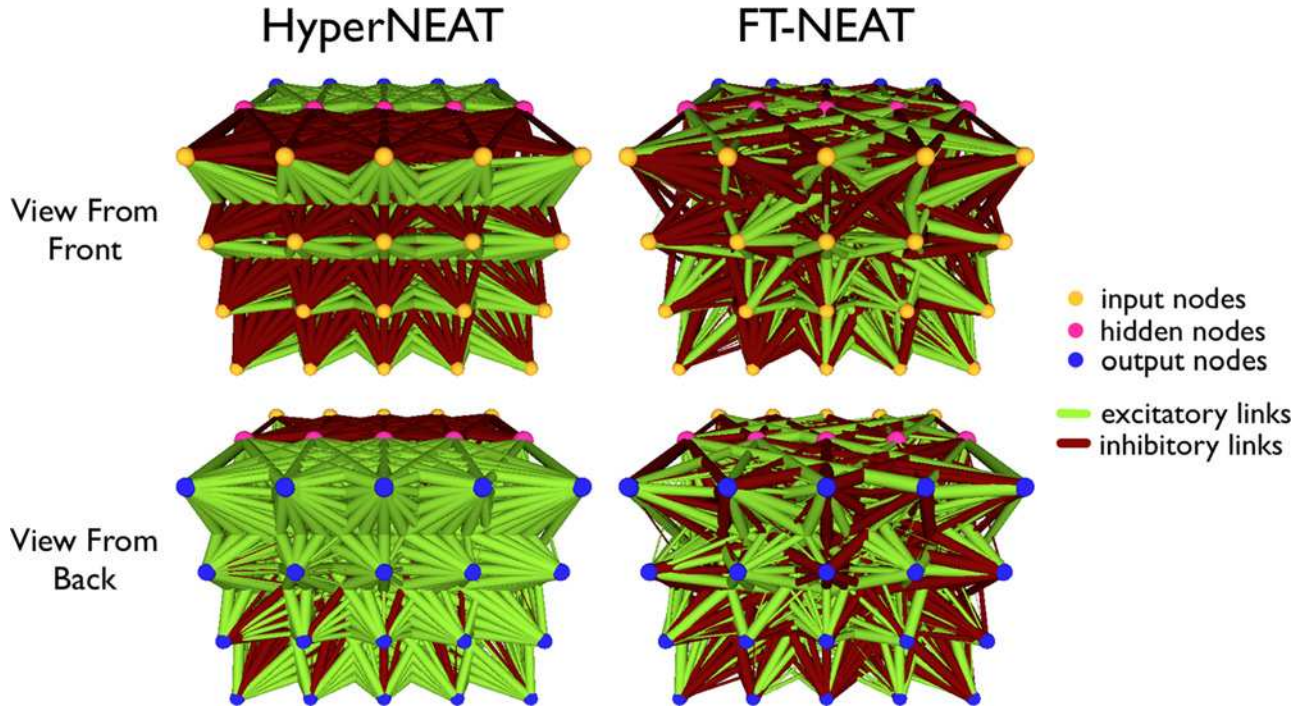 HyperNEAT
FT-NEAT
View From
Front
input nodes
hidden nodes
output nodes
excitatory links
inhibitory links
View From
Back